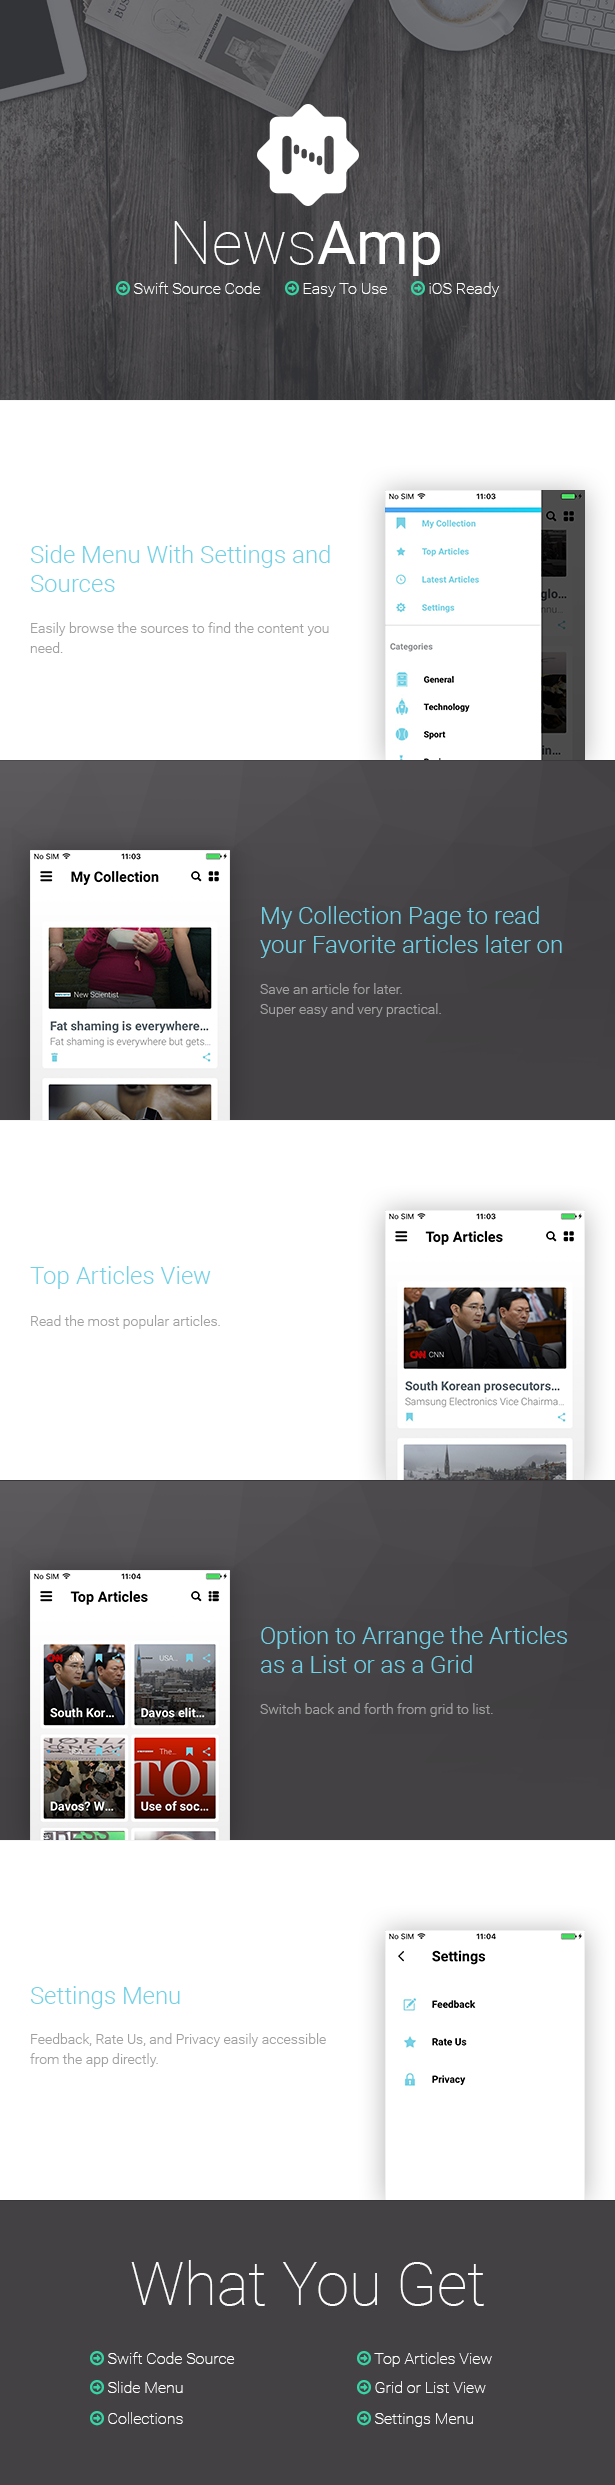 BUS
NewsAmp
Swift Source Code
Easy To Use
iOS Ready
Side Menu With Settings and
Sources
Easily browse the sources to find the content you
need.
No SIM
11:03
My Collection
Top Articles
Latest Articles
Settings
Categories
General
Technology
Sport
glo...
nnu...
in...
No SIM
11:03
My Collection
New Scientist
Fat shaming is everywhere...
Fat shaming is everywhere but gets...
My Collection Page to read
your Favorite articles later on
Save an article for later.
Super easy and very practical.
Top Articles View
Read the most popular articles.
No SIM
11:03
Top Articles
CNN CNN
South Korean prosecutors...
Samsung Electronics Vice Chairma...
No SIM
11:04
Top Articles
CNN CNN
South Kor...
USA...
Davos elit...
Davos? W...
The...
TOI
Use of soc...
Option to Arrange the Articles
as a List or as a Grid
Switch back and forth from grid to list.
Settings Menu
Feedback, Rate Us, and Privacy easily accessible
from the app directly.
No SIM
11:04
Settings
Feedback
Rate Us
Privacy
What You Get
Swift Code Source
Slide Menu
Collections
Top Articles View
Grid or List View
Settings Menu